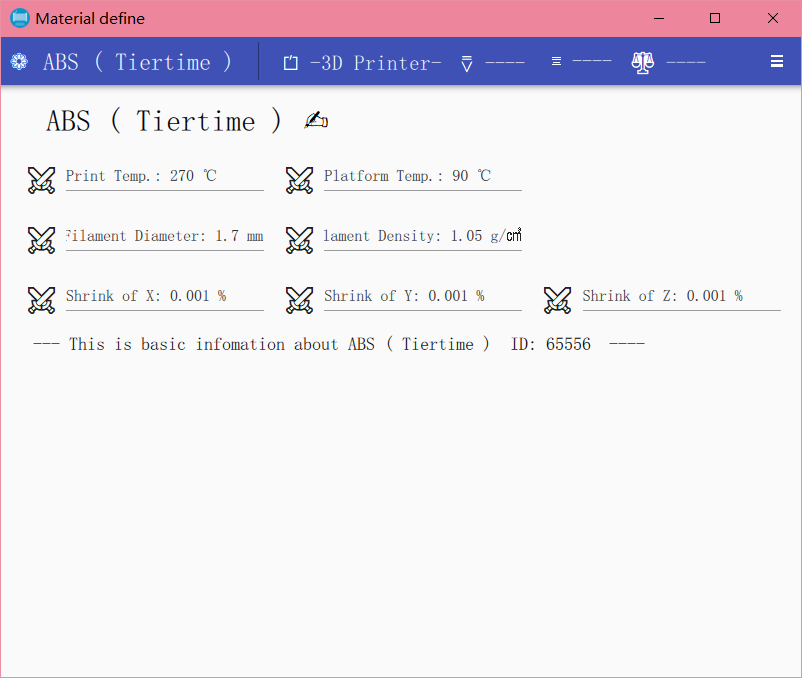 Material define
ABS ( Tiertime ) -3D Printer- ---- ---- ----
ABS ( Tiertime )
Print Temp.: 270 ℃ Platform Temp.: 90 ℃
Filament Diameter: 1.7 mm lament Density: 1.05 g/cm³
Shrink of X: 0.001 % Shrink of Y: 0.001 % Shrink of Z: 0.001 %
--- This is basic infomation about ABS ( Tiertime ) ID: 65556 ----